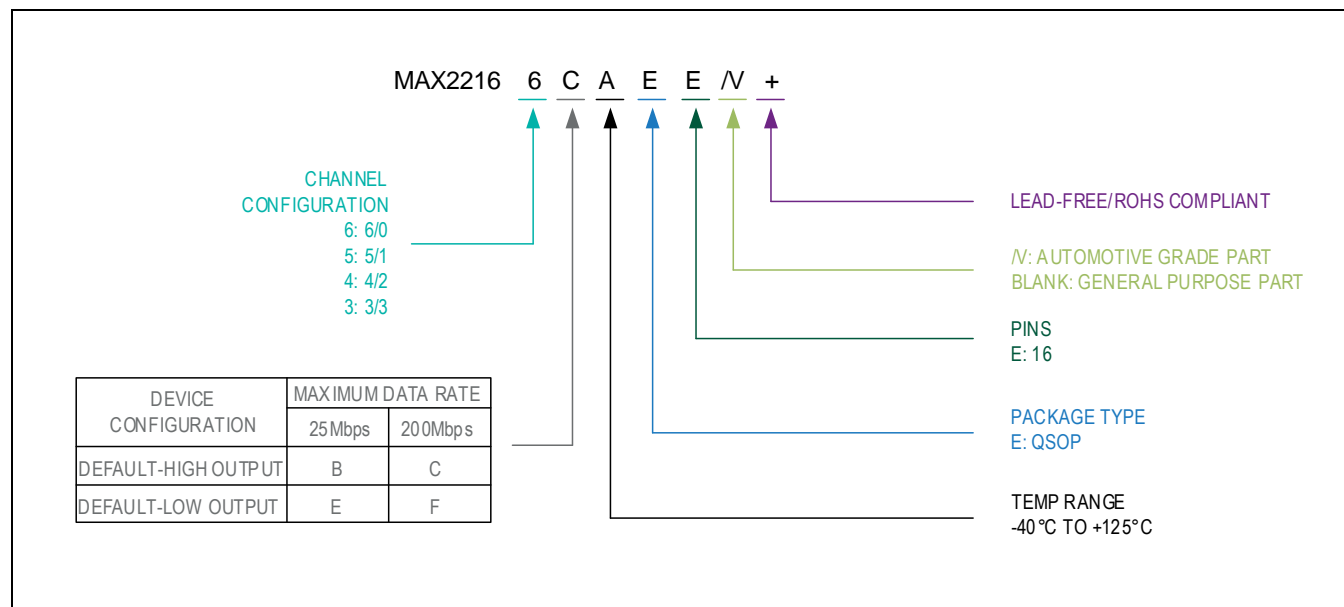 MAX2216 6 C A E E /V +
CHANNEL
CONFIGURATION
6: 6/0
5: 5/1
4: 4/2
3: 3/3
LEAD-FREE/ROHS COMPLIANT
/V: AUTOMOTIVE GRADE PART
BLANK: GENERAL PURPOSE PART
PINS
E: 16
DEVICE
CONFIGURATION
MAXIMUM DATA RATE
25Mbps 200Mbps
DEFAULT-HIGH OUTPUT B C
DEFAULT-LOW OUTPUT E F
PACKAGE TYPE
E: QSOP
TEMP RANGE
-40°C TO +125°C